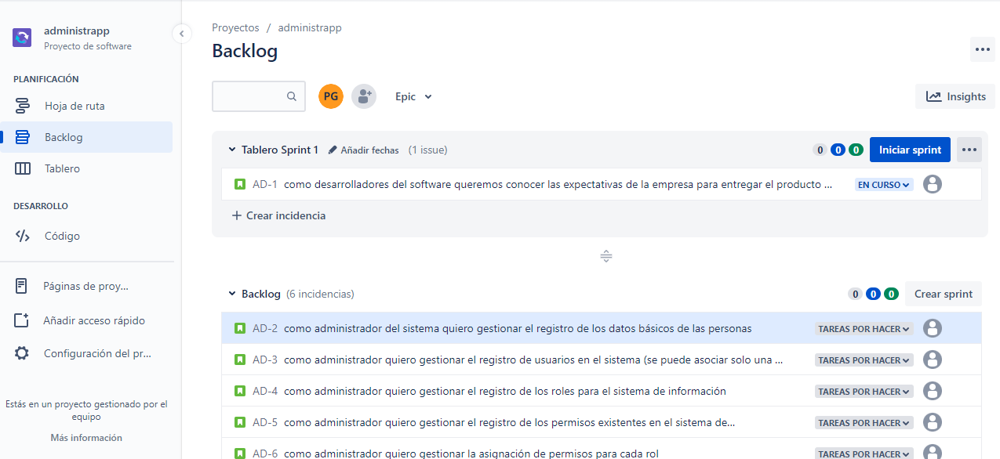 administrapp
Proyecto de software
PLANIFICACIÓN
Hoja de ruta
Backlog
Tablero
DESARROLLO
Código
Páginas de proy...
Añadir acceso rápido
Configuración del pr...
Estás en un proyecto gestionado por el
equipo
Más información
Proyectos / administrapp
Backlog
PG
Epic
Insights
Tablero Sprint 1 Añadir fechas (1 issue) 0 0 0 Iniciar sprint
AD-1 como desarrolladores del software queremos conocer las expectativas de la empresa para entregar el producto ... EN CURSO
+ Crear incidencia
Backlog (6 incidencias) 0 0 0 Crear sprint
AD-2 como administrador del sistema quiero gestionar el registro de los datos básicos de las personas TAREAS POR HACER
AD-3 como administrador quiero gestionar el registro de usuarios en el sistema (se puede asociar solo una ... TAREAS POR HACER
AD-4 como administrador quiero gestionar el registro de los roles para el sistema de información TAREAS POR HACER
AD-5 como administrador quiero gestionar el registro de los permisos existentes en el sistema de... TAREAS POR HACER
AD-6 como administrador quiero gestionar la asignación de permisos para cada rol TAREAS POR HACER